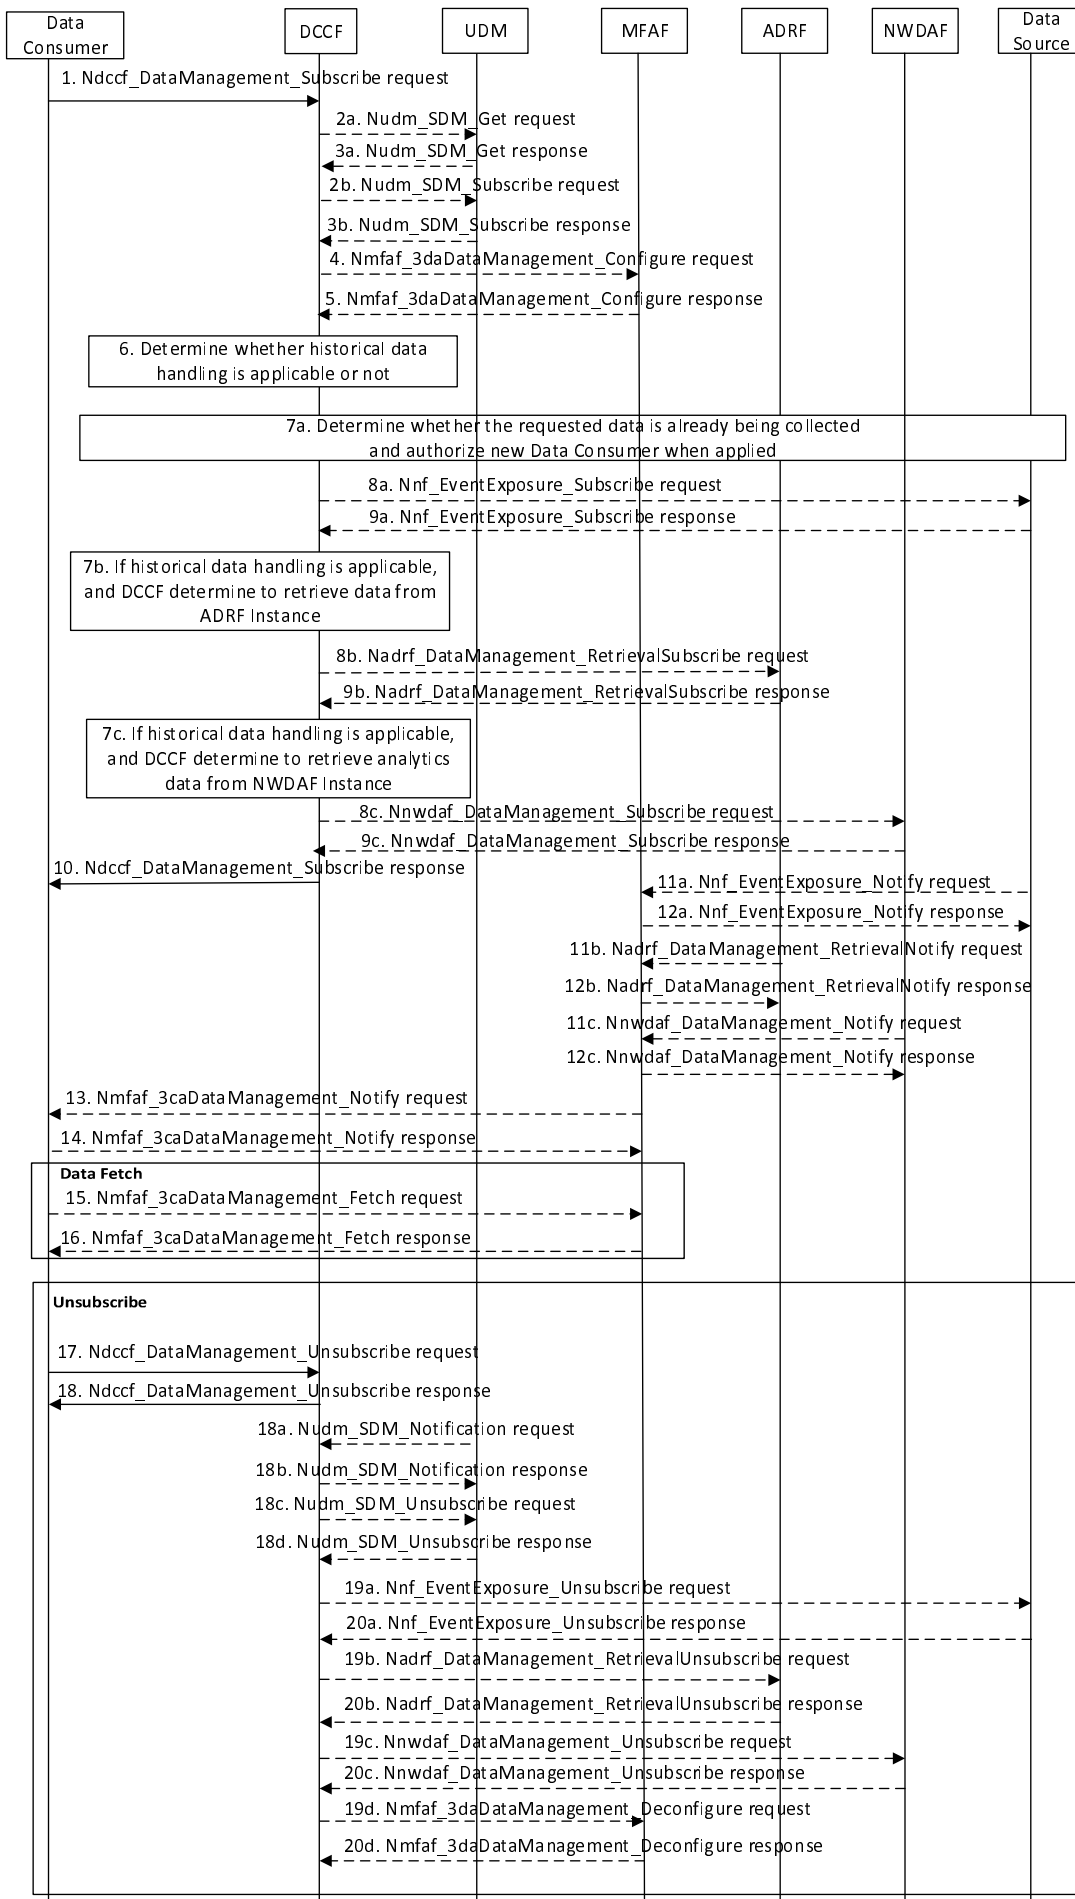 Data
Consumer
DCCF
UDM
MFAF
ADRF
NWDAF
Data
Source
1. Ndccf_DataManagement_Subscribe request
2a. Nudm_SDM_Get request
3a. Nudm_SDM_Get response
2b. Nudm_SDM_Subscribe request
3b. Nudm_SDM_Subscribe response
4. Nmfaf_3daDataManagement_Configure request
5. Nmfaf_3daDataManagement_Configure response
6. Determine whether historical data
handling is applicable or not
7a. Determine whether the requested data is already being collected
and authorize new Data Consumer when applied
8a. Nnf_EventExposure_Subscribe request
9a. Nnf_EventExposure_Subscribe response
7b. If historical data handling is applicable,
and DCCF determine to retrieve data from
ADRF Instance
8b. Nadrf_DataManagement_RetrievalSubscribe request
9b. Nadrf_DataManagement_RetrievalSubscribe response
7c. If historical data handling is applicable,
and DCCF determine to retrieve analytics
data from NWDAF Instance
8c. Nnwdaf_DataManagement_Subscribe request
9c. Nnwdaf_DataManagement_Subscribe response
10. Ndccf_DataManagement_Subscribe response
11a. Nnf_EventExposure_Notify request
12a. Nnf_EventExposure_Notify response
11b. Nadrf_DataManagement_RetrievalNotify request
12b. Nadrf_DataManagement_RetrievalNotify response
11c. Nnwdaf_DataManagement_Notify request
12c. Nnwdaf_DataManagement_Notify response
13. Nmfaf_3caDataManagement_Notify request
14. Nmfaf_3caDataManagement_Notify response
Data Fetch
15. Nmfaf_3caDataManagement_Fetch request
16. Nmfaf_3caDataManagement_Fetch response
Unsubscribe
17. Ndccf_DataManagement_Unsubscribe request
18. Ndccf_DataManagement_Unsubscribe response
18a. Nudm_SDM_Notification request
18b. Nudm_SDM_Notification response
18c. Nudm_SDM_Unsubscribe request
18d. Nudm_SDM_Unsubscribe response
19a. Nnf_EventExposure_Unsubscribe request
20a. Nnf_EventExposure_Unsubscribe response
19b. Nadrf_DataManagement_RetrievalUnsubscribe request
20b. Nadrf_DataManagement_RetrievalUnsubscribe response
19c. Nnwdaf_DataManagement_Unsubscribe request
20c. Nnwdaf_DataManagement_Unsubscribe response
19d. Nmfaf_3daDataManagement_Deconfigure request
20d. Nmfaf_3daDataManagement_Deconfigure response